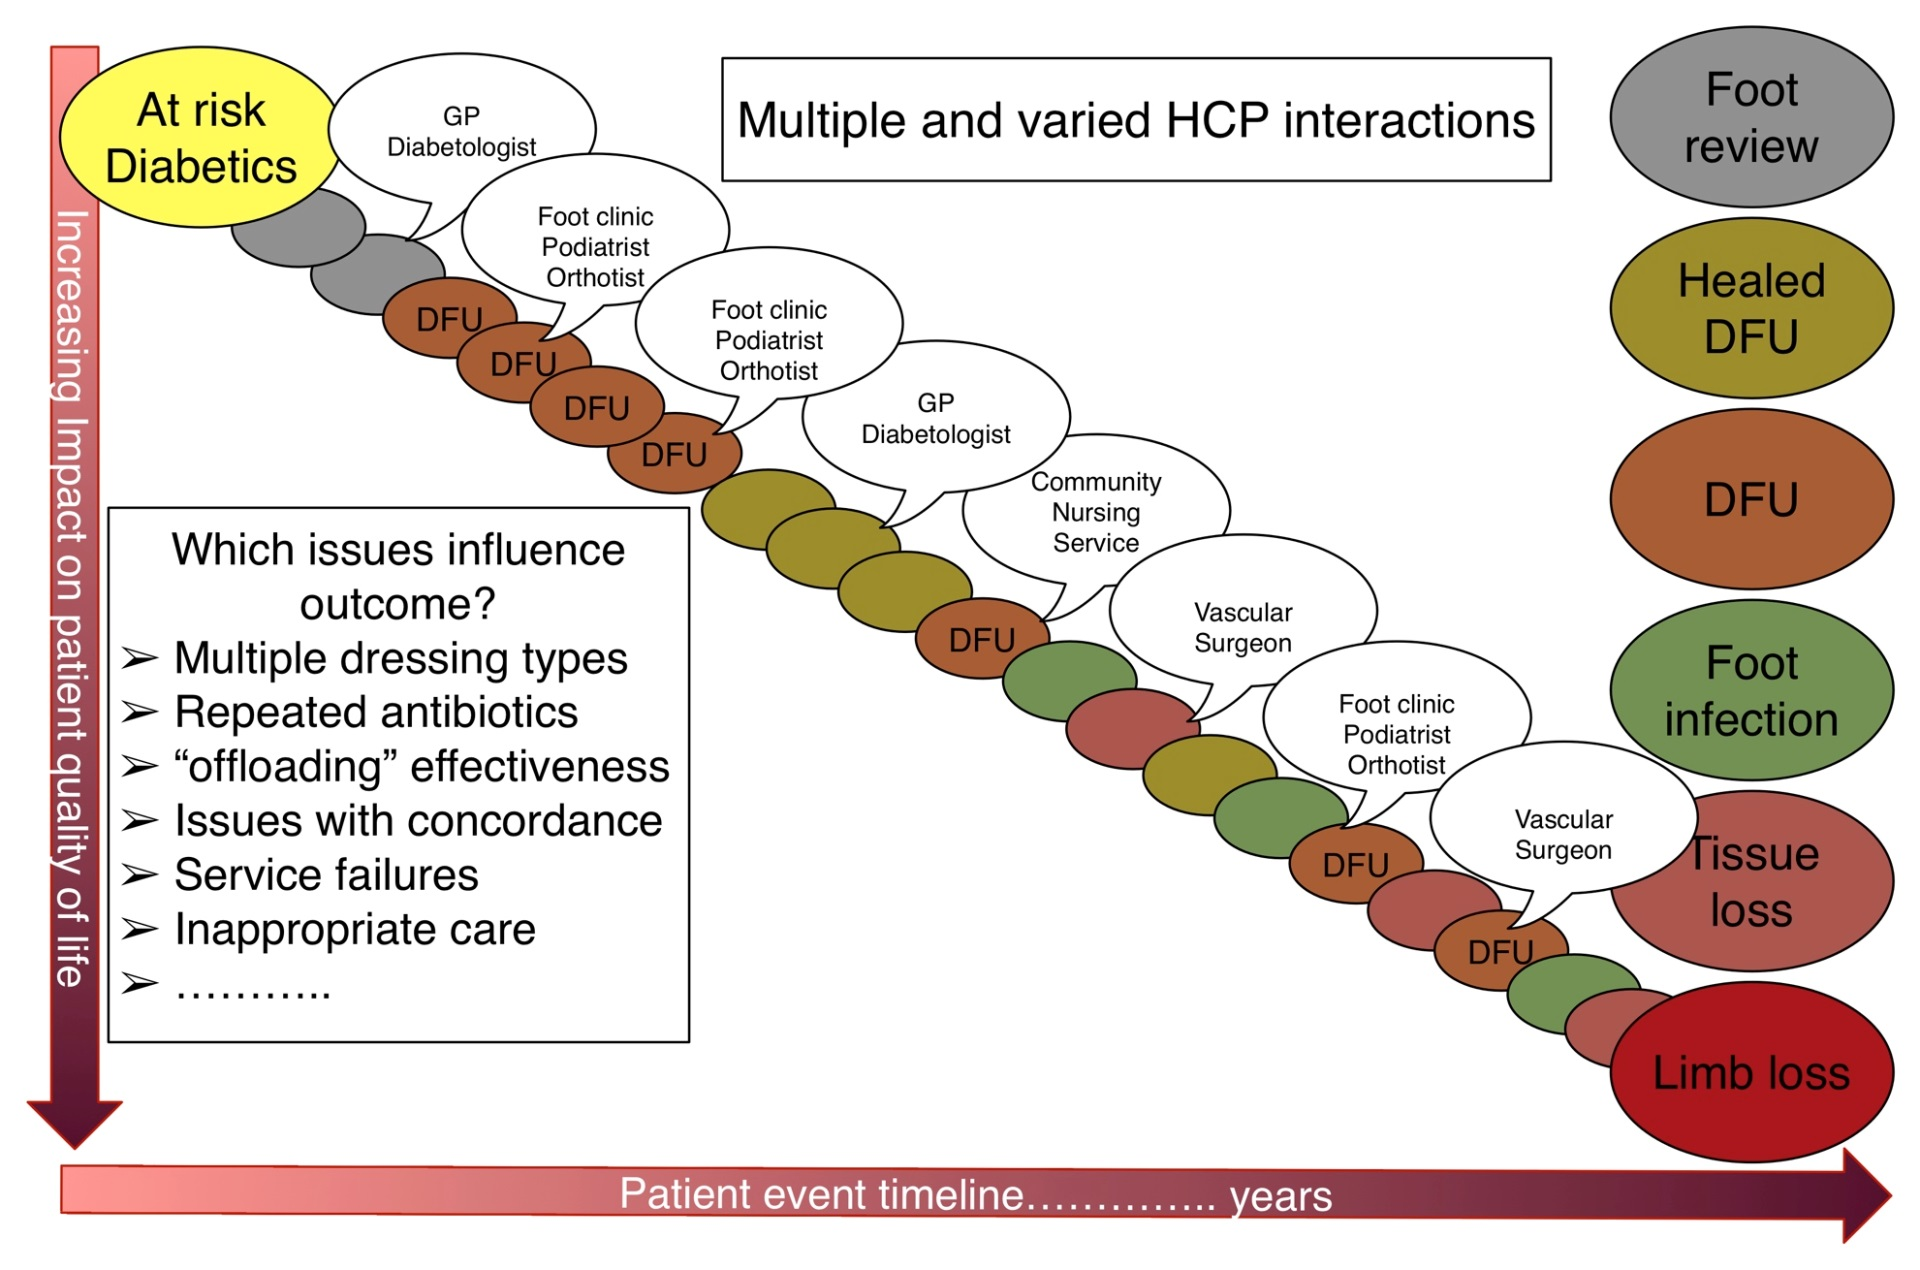 At risk
Diabetics
GP
Diabetologist
Multiple and varied HCP interactions
Foot
review
Foot clinic
Podiatrist
Orthotist
Healed
DFU
Foot clinic
Podiatrist
Orthotist
DFU
DFU
DFU
DFU
GP
Diabetologist
DFU
Community
Nursing
Service
Increasing Impact on patient quality of life
Which issues influence
outcome?
➢ Multiple dressing types
➢ Repeated antibiotics
➢ “offloading” effectiveness
➢ Issues with concordance
➢ Service failures
➢ Inappropriate care
➢ ………..
DFU
Vascular
Surgeon
Foot
infection
Foot clinic
Podiatrist
Orthotist
Vascular
Surgeon
Tissue
loss
DFU
DFU
Limb loss
Patient event timeline………….. years